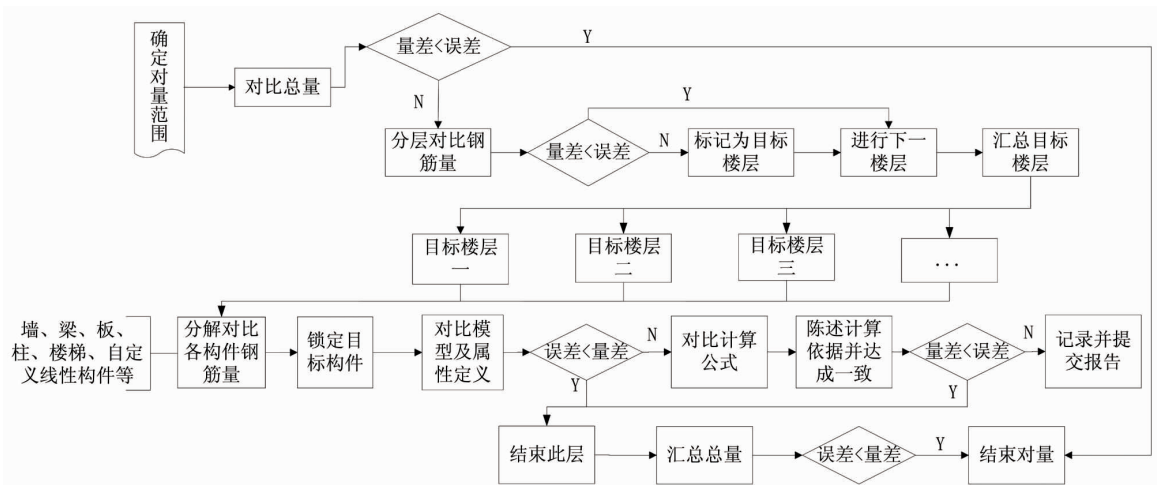 确定对量范围
对比总量
量差<误差
Y
N
分层对比钢
筋量
量差<误差
Y
N
标记为目标
楼层
进行下一
楼层
汇总目标
楼层
目标楼层
一
目标楼层
二
目标楼层
三
...
墙、梁、板、
柱、楼梯、自定
义线性构件等
分解对比
各构件钢
筋量
锁定目
标构件
对比模
型及属
性定义
误差<量差
N
Y
对比计算
公式
陈述计算
依据并达
成一致
量差<误差
N
Y
记录并提
交报告
结束此层
汇总总量
误差<量差
Y
结束对量